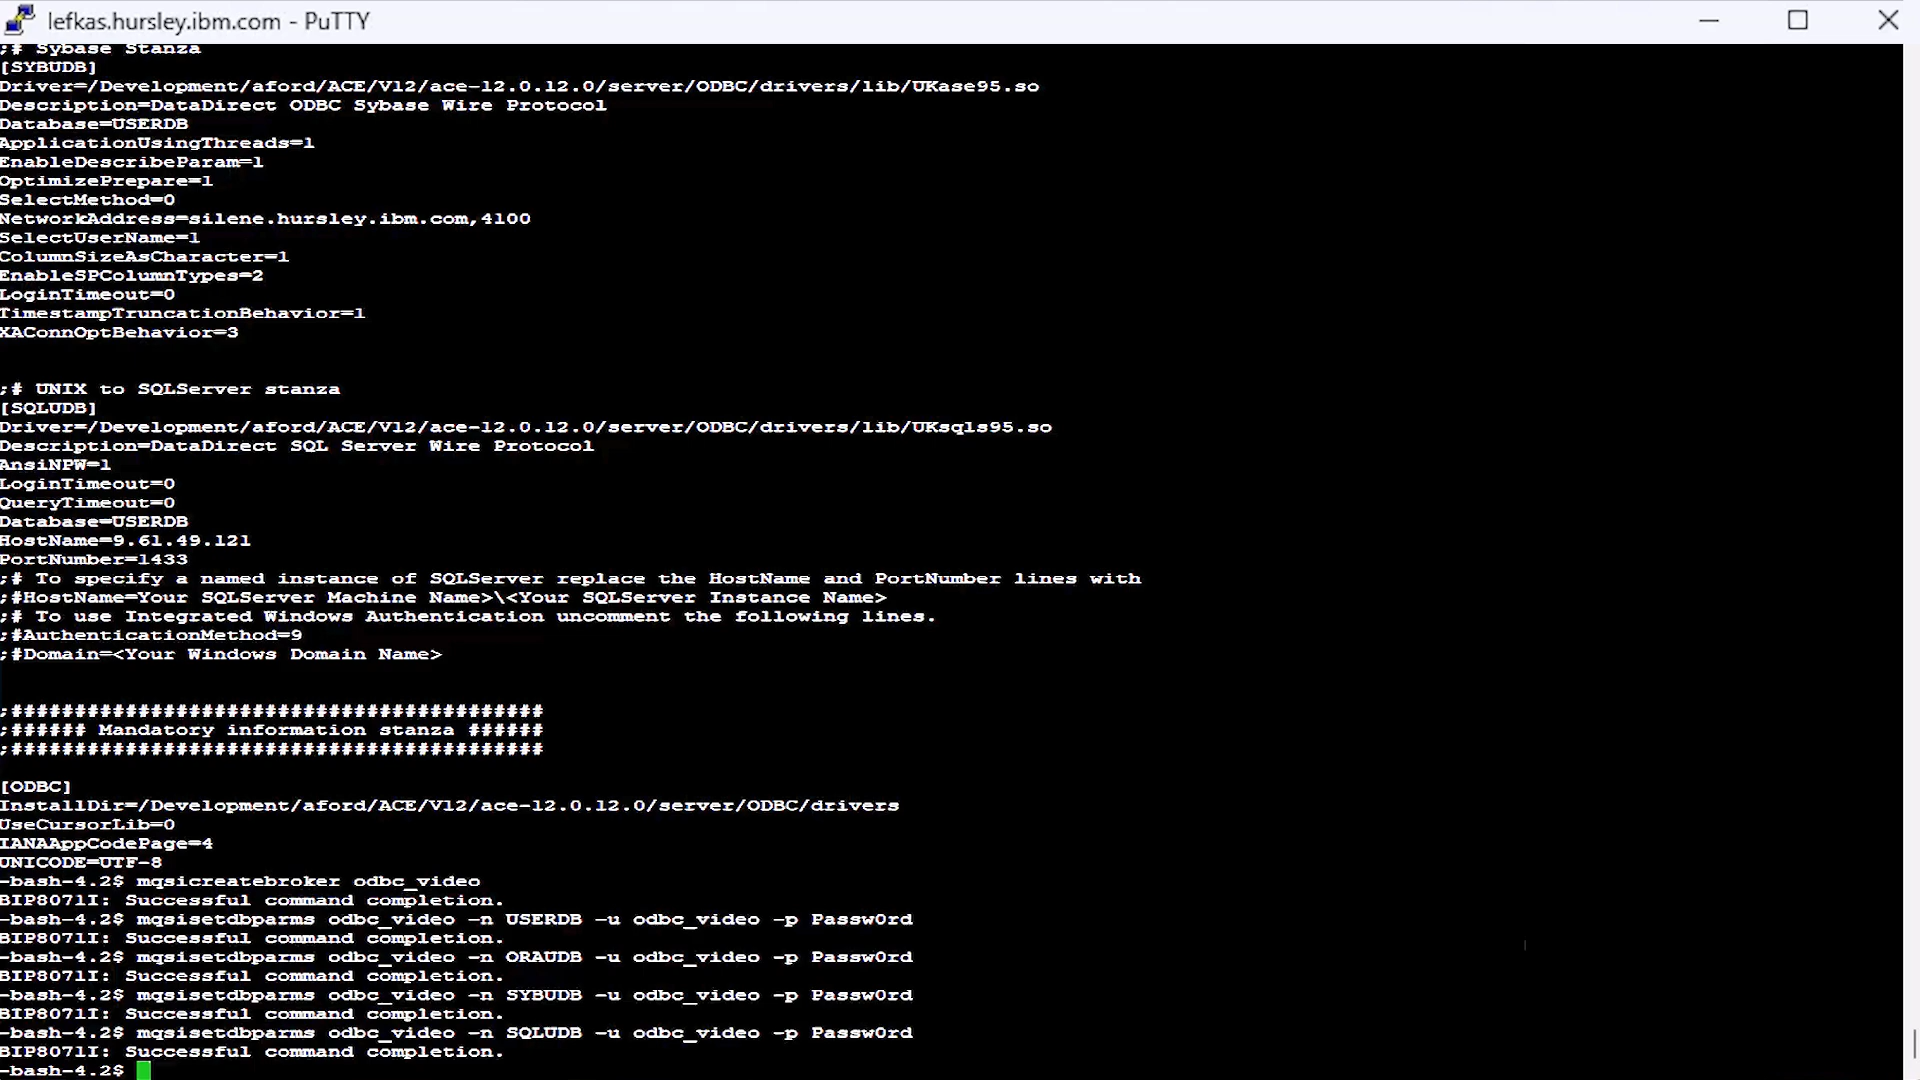 lefkas.hursley.ibm.com - PuTTY
;# Sybase Stanza
[SYBUDB]
Driver=/Development/aford/ACE/V12/ace-12.0.12.0/server/ODBC/drivers/lib/UKase95.so
Description=DataDirect ODBC Sybase Wire Protocol
Database=USERDB
ApplicationUsingThreads=1
EnableDescribeParam=1
OptimizePrepare=1
SelectMethod=0
NetworkAddress=silene.hursley.ibm.com,4100
SelectUserName=1
ColumnSizeAsCharacter=1
EnableSPColumnTypes=2
LoginTimeout=0
TimestampTruncationBehavior=1
XAConnOptBehavior=3
;# UNIX to SQLServer stanza
[SQLUDB]
Driver=/Development/aford/ACE/V12/ace-12.0.12.0/server/ODBC/drivers/lib/UKsqls95.so
Description=DataDirect SQL Server Wire Protocol
AnsiNPW=1
LoginTimeout=0
QueryTimeout=0
Database=USERDB
HostName=9.61.49.121
PortNumber=1433
;# To specify a named instance of SQLServer replace the HostName and PortNumber lines with
;#HostName=Your SQLServer Machine Name>\<Your SQLServer Instance Name>
;# To use Integrated Windows Authentication uncomment the following lines.
;#AuthenticationMethod=9
;#Domain=<Your Windows Domain Name>
;##########################################
;###### Mandatory information stanza ######
;##########################################
[ODBC]
InstallDir=/Development/aford/ACE/V12/ace-12.0.12.0/server/ODBC/drivers
UseCursorLib=0
IANAAppCodePage=4
UNICODE=UTF-8
-bash-4.2$ mqsicreatebroker odbc_video
BIP8071I: Successful command completion.
-bash-4.2$ mqsisetdbparms odbc_video -n USERDB -u odbc_video -p Passw0rd
BIP8071I: Successful command completion.
-bash-4.2$ mqsisetdbparms odbc_video -n ORAUDB -u odbc_video -p Passw0rd
BIP8071I: Successful command completion.
-bash-4.2$ mqsisetdbparms odbc_video -n SYBUDB -u odbc_video -p Passw0rd
BIP8071I: Successful command completion.
-bash-4.2$ mqsisetdbparms odbc_video -n SQLUDB -u odbc_video -p Passw0rd
BIP8071I: Successful command completion.
-bash-4.2$